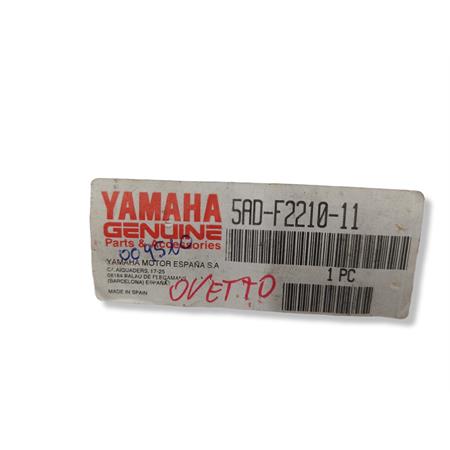 YAMAHA
GENUINE
Parts & Accessories
YAMAHA MOTOR ESPAÑA S.A
C/. AIQUADERS, 17-25
08184 PALAU DE PLEGAMANS
(BARCELONA) ESPAÑA
MADE IN SPAIN
5AD-F2210-11
1 PC
OVETTO